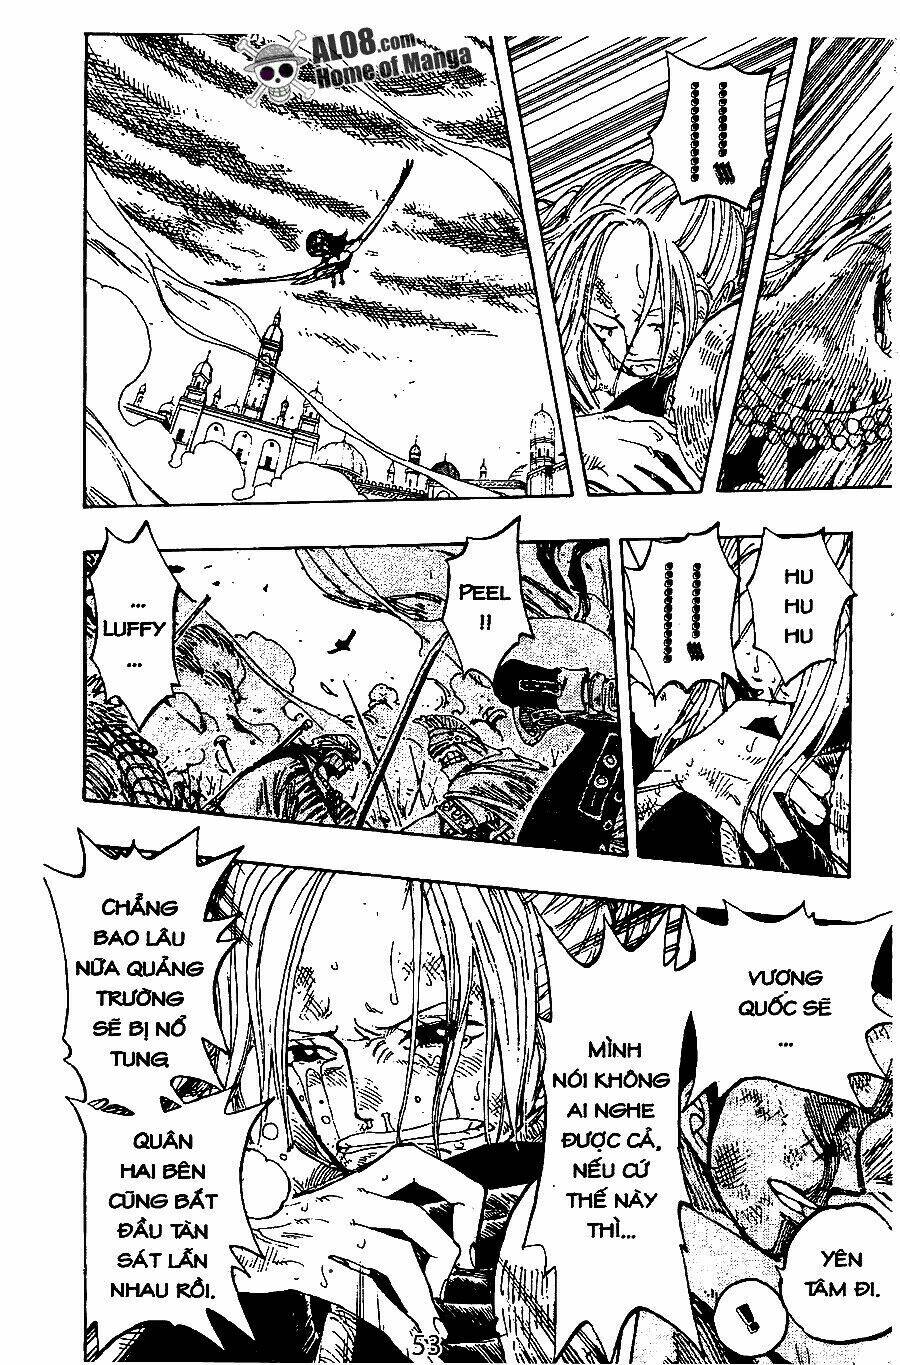 AL08.com
Home of Manga
HU
HU
HU
PEEL
!!
...
LUFFY
...
VƯƠNG
QUỐC SẼ
...
MÌNH
NÓI KHÔNG
AI NGHE
ĐƯỢC CẢ.
NẾU CỨ
THẾ NÀY
THÌ...
CHẲNG
BAO LÂU
NỮA QUẢNG
TRƯỜNG
SẼ BỊ NỔ
TUNG.
QUÂN
HAI BÊN
CŨNG BẮT
ĐẦU TÀN
SÁT LẪN
NHAU RỒI.
YÊN
TÂM ĐI.
!
53